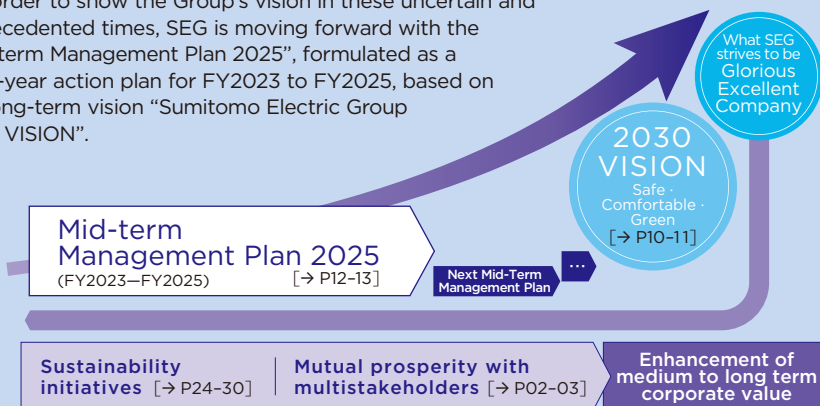 order to show the Group's vision in these uncertain and
recedented times, SEG is moving forward with the
term Management Plan 2025”, formulated as a
-year action plan for FY2023 to FY2025, based on
ong-term vision “Sumitomo Electric Group
VISION”.
What SEG
strives to be
Glorious
Excellent
Company
2030
VISION
Safe ·
Comfortable ·
Green
[→ P10–11]
Mid-term
Management Plan 2025
(FY2023—FY2025) [→ P12–13]
Next Mid-Term
Management Plan
...
Sustainability
initiatives [→ P24–30]
Mutual prosperity with
multistakeholders [→ P02–03]
Enhancement of
medium to long term
corporate value